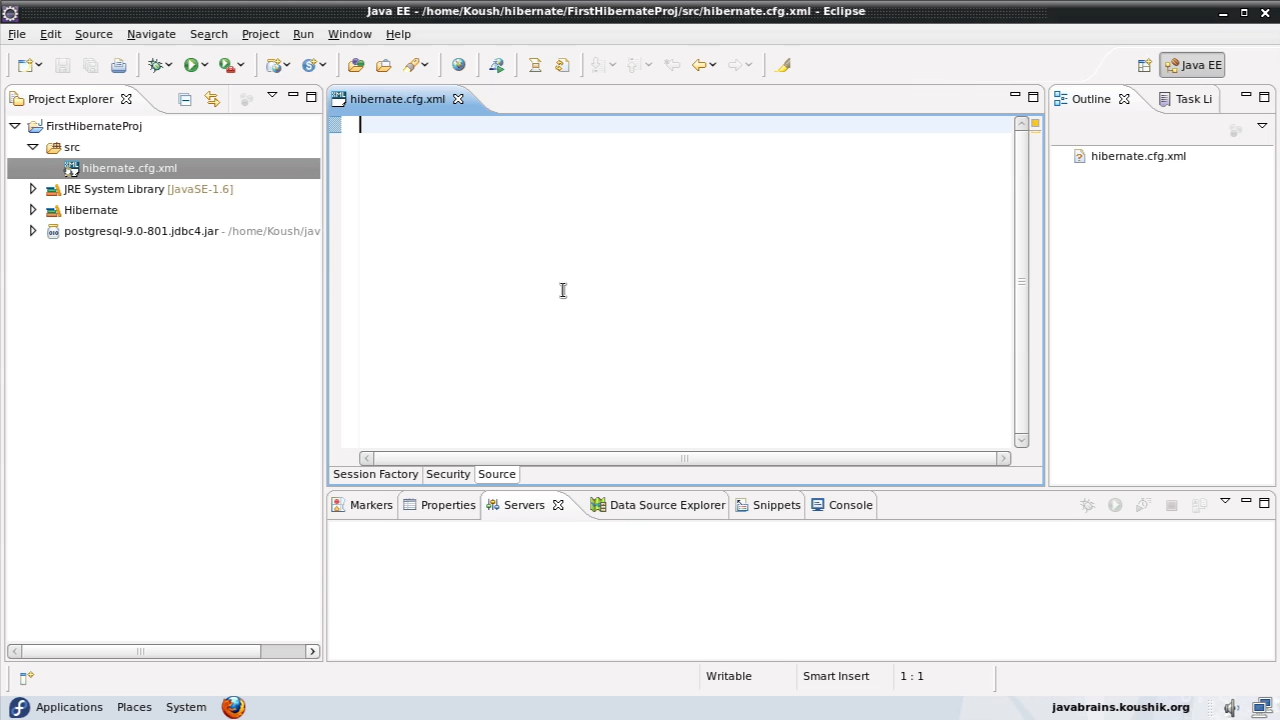 Java EE - /home/Koush/hibernate/FirstHibernateProj/src/hibernate.cfg.xml - Eclipse
File Edit Source Navigate Search Project Run Window Help
Java EE
Project Explorer
hibernate.cfg.xml
Outline
Task Li
FirstHibernateProj
src
hibernate.cfg.xml
hibernate.cfg.xml
JRE System Library [JavaSE-1.6]
Hibernate
postgresql-9.0-801.jdbc4.jar - /home/Koush/jav
Session Factory Security Source
Markers Properties Servers Data Source Explorer Snippets Console
Writable Smart Insert 1 : 1
Applications Places System
javabrains.koushik.org